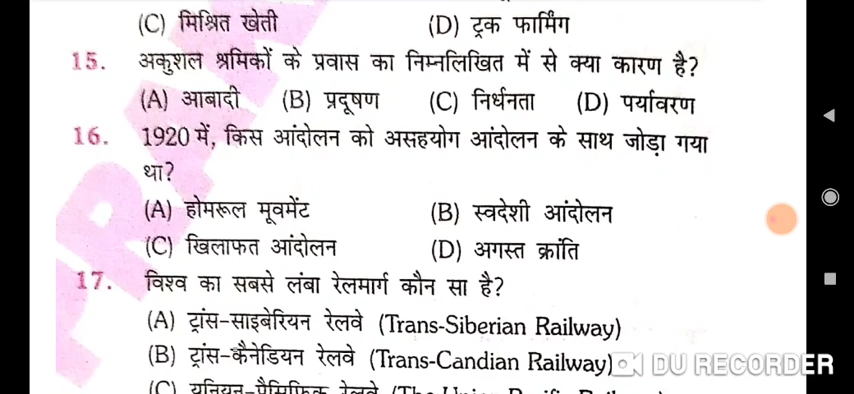 (C) मिश्रित खेती (D) ट्रक फार्मिंग
15. अकुशल श्रमिकों के प्रवास का निम्नलिखित में से क्या कारण है?
(A) आबादी (B) प्रदूषण (C) निर्धनता (D) पर्यावरण
16. 1920 में, किस आंदोलन को असहयोग आंदोलन के साथ जोड़ा गया
था?
(A) होमरूल मूवमेंट (B) स्वदेशी आंदोलन
(C) खिलाफत आंदोलन (D) अगस्त क्रांति
17. विश्व का सबसे लंबा रेलमार्ग कौन सा है?
(A) ट्रांस-साइबेरियन रेलवे (Trans-Siberian Railway)
(B) ट्रांस-कैनेडियन रेलवे (Trans-Candian Railway)
DU RECORDER
(C) यूनियन-पैसिफिक रेलवे